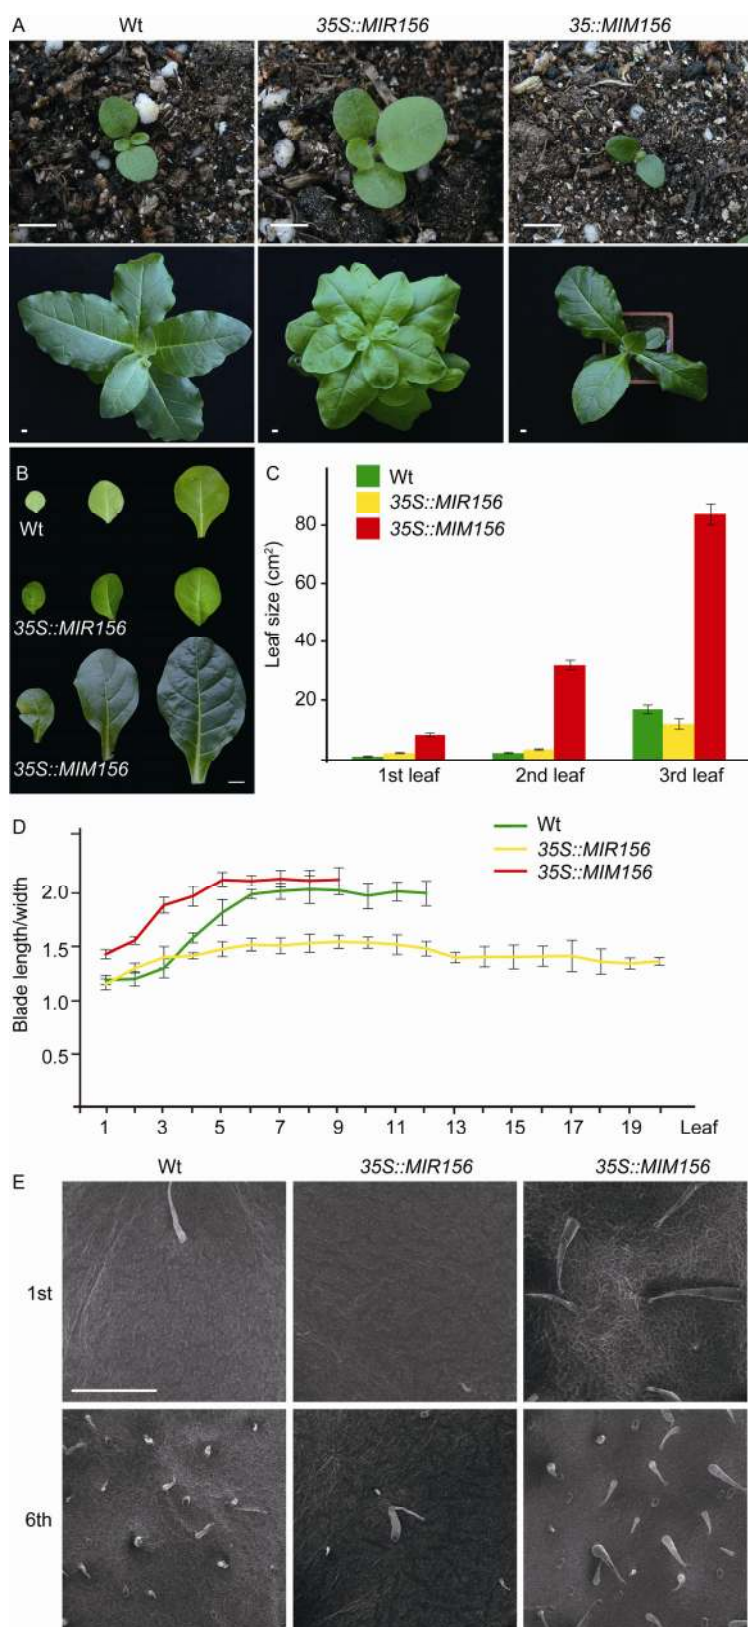 A Wt 35S::MIR156 35::MIM156
B
Wt
35S::MIR156
35S::MIM156
C
Wt
35S::MIR156
35S::MIM156
Leaf size (cm²)
80
60
40
20
1st leaf 2nd leaf 3rd leaf
D
Wt
35S::MIR156
35S::MIM156
Blade length/width
2.0
1.5
1.0
0.5
1 3 5 7 9 11 13 15 17 19 Leaf
E Wt 35S::MIR156 35S::MIM156
1st
6th